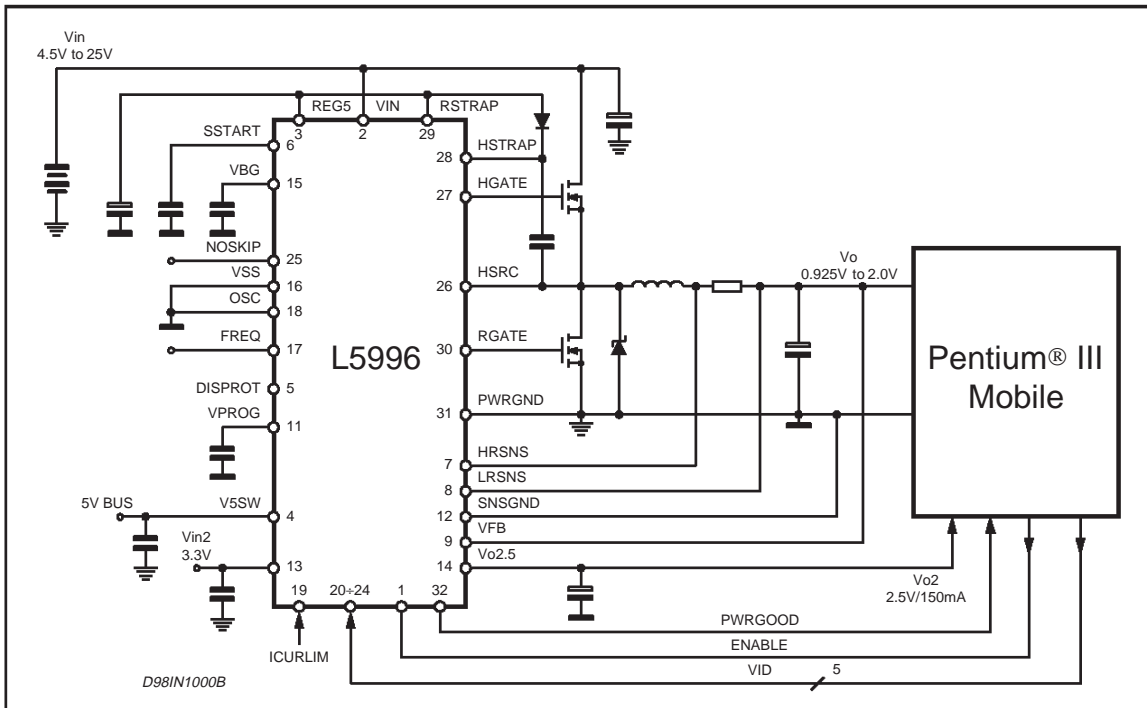 Vin
4.5V to 25V
REG5
VIN
RSTRAP
3
2
29
SSTART
6
VBG
15
NOSKIP
25
VSS
16
OSC
18
FREQ
17
DISPROT
5
VPROG
11
5V BUS
V5SW
4
Vin2
3.3V
13
L5996
28
HSTRAP
27
HGATE
26
HSRC
30
RGATE
31
PWRGND
7
HRSNS
8
LRSNS
12
SNSGND
9
VFB
14
Vo2.5
Vo
0.925V to 2.0V
Pentium® III
Mobile
Vo2
2.5V/150mA
19
20÷24
1
32
PWRGOOD
ENABLE
ICURLIM
VID
5
D98IN1000B